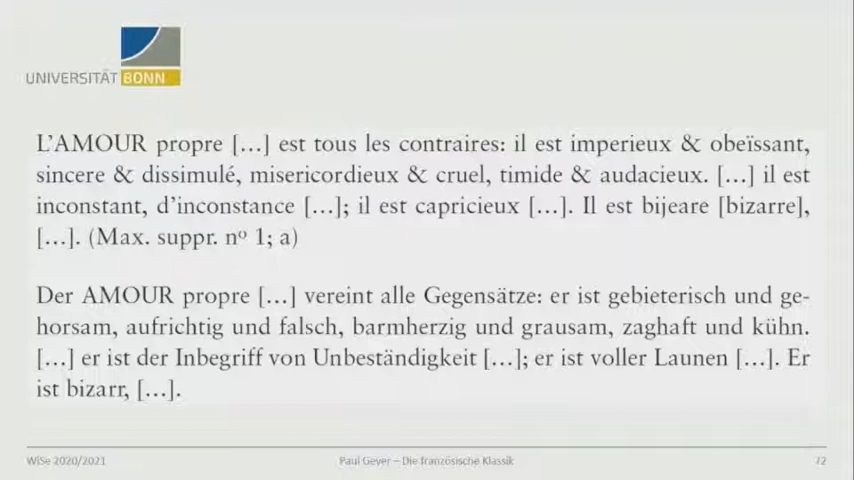 UNIVERSITÄT BONN
L’AMOUR propre […] est tous les contraires: il est imperieux & obeïssant,
sincere & dissimulé, misericordieux & cruel, timide & audacieux. […] il est
inconstant, d’inconstance […]; il est capricieux […]. Il est bijeare [bizarre],
[…]. (Max. suppr. nº 1; a)
Der AMOUR propre […] vereint alle Gegensätze: er ist gebieterisch und ge-
horsam, aufrichtig und falsch, barmherzig und grausam, zaghaft und kühn.
[…] er ist der Inbegriff von Unbeständigkeit […]; er ist voller Launen […]. Er
ist bizarr, […].
WiSe 2020/2021 Paul Geyer – Die französische Klassik 72